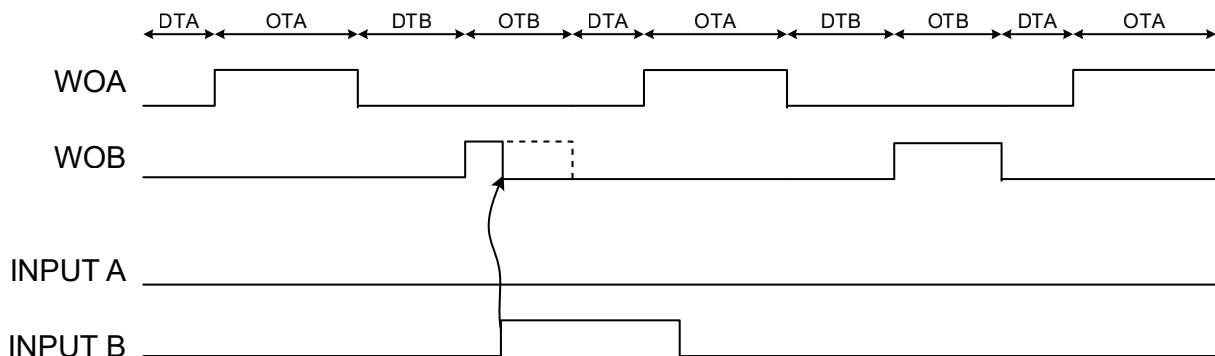 DTA OTA DTB OTB DTA OTA DTB OTB DTA OTA
WOA
WOB
INPUT A
INPUT B